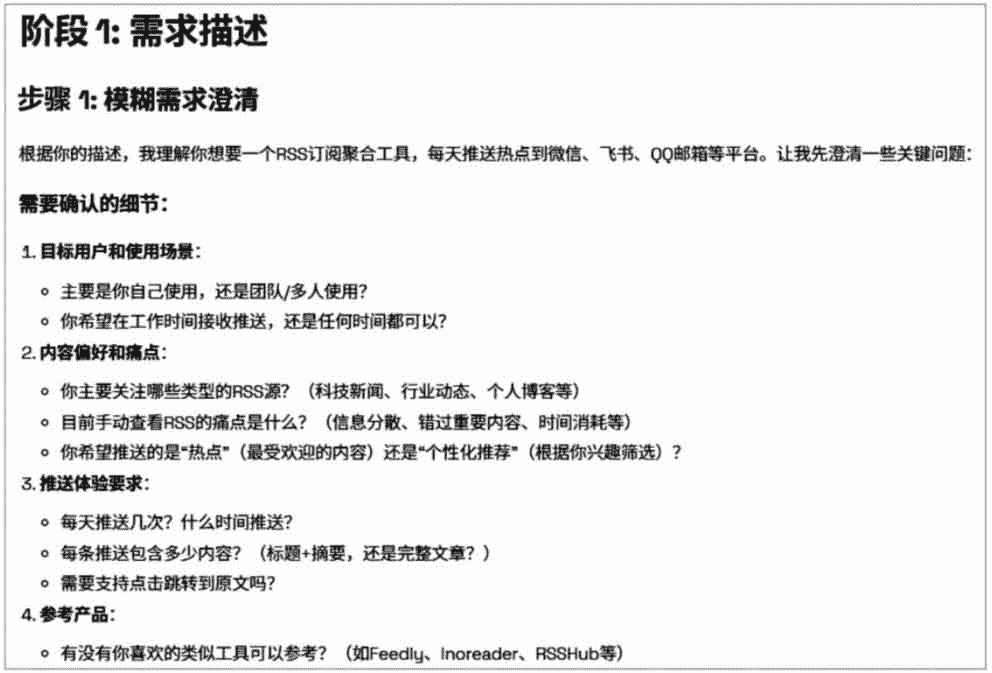 阶段 1: 需求描述
步骤 1: 模糊需求澄清
根据你的描述，我理解你想要一个RSS订阅聚合工具，每天推送热点到微信、飞书、QQ邮箱等平台。让我先澄清一些关键问题：
需要确认的细节：
1. 目标用户和使用场景：
主要是你自己使用，还是团队/多人使用？
你希望在工作时间接收推送，还是任何时间都可以？
2. 内容偏好和痛点：
你主要关注哪些类型的RSS源？（科技新闻、行业动态、个人博客等）
目前手动查看RSS的痛点是什么？（信息分散、错过重要内容、时间消耗等）
你希望推送的是“热点”（最受欢迎的内容）还是“个性化推荐”（根据你兴趣筛选）？
3. 推送体验要求：
每天推送几次？什么时间推送？
每条推送包含多少内容？（标题+摘要，还是完整文章？）
需要支持点击跳转到原文吗？
4. 参考产品：
有没有你喜欢的类似工具可以参考？（如Feedly、Inoreader、RSSHub等）